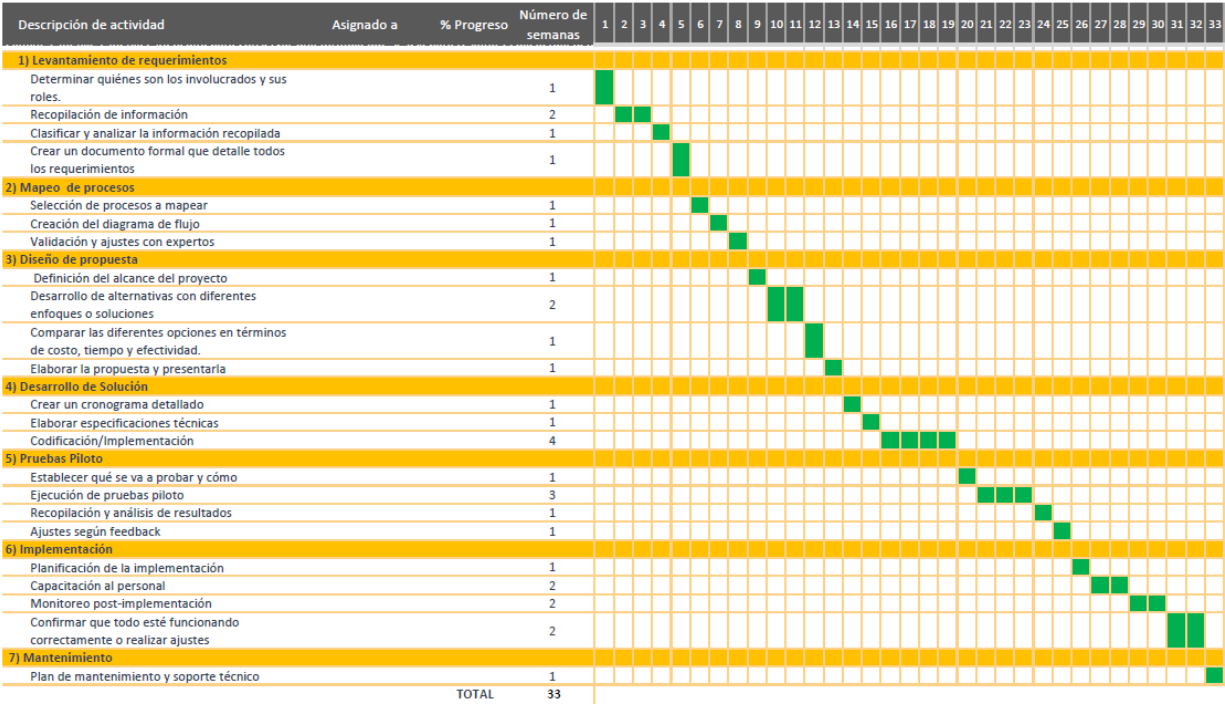 Descripción de actividad Asignado a % Progreso Número de semanas 1 2 3 4 5 6 7 8 9 10 11 12 13 14 15 16 17 18 19 20 21 22 23 24 25 26 27 28 29 30 31 32 33
1) Levantamiento de requerimientos
Determinar quiénes son los involucrados y sus
roles. 1
Recopilación de información 2
Clasificar y analizar la información recopilada 1
Crear un documento formal que detalle todos
los requerimientos 1
2) Mapeo de procesos
Selección de procesos a mapear 1
Creación del diagrama de flujo 1
Validación y ajustes con expertos 1
3) Diseño de propuesta
Definición del alcance del proyecto 1
Desarrollo de alternativas con diferentes
enfoques o soluciones 2
Comparar las diferentes opciones en términos
de costo, tiempo y efectividad. 1
Elaborar la propuesta y presentarla 1
4) Desarrollo de Solución
Crear un cronograma detallado 1
Elaborar especificaciones técnicas 1
Codificación/Implementación 4
5) Pruebas Piloto
Establecer qué se va a probar y cómo 1
Ejecución de pruebas piloto 3
Recopilación y análisis de resultados 1
Ajustes según feedback 1
6) Implementación
Planificación de la implementación 1
Capacitación al personal 2
Monitoreo post-implementación 2
Confirmar que todo esté funcionando
correctamente o realizar ajustes 2
7) Mantenimiento
Plan de mantenimiento y soporte técnico 1
TOTAL 33